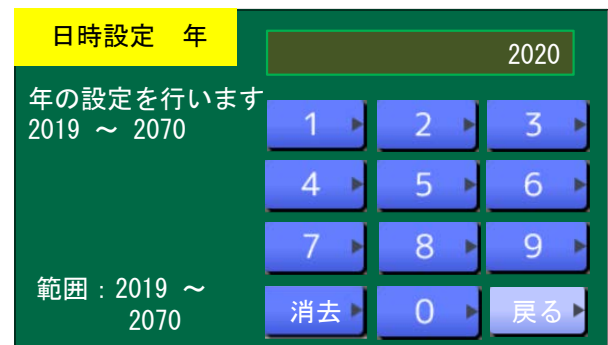 日時設定　年
2020
年の設定を行います
2019 ～ 2070
1 2 3
4 5 6
7 8 9
範囲：2019 ～
2070
消去 0 戻る